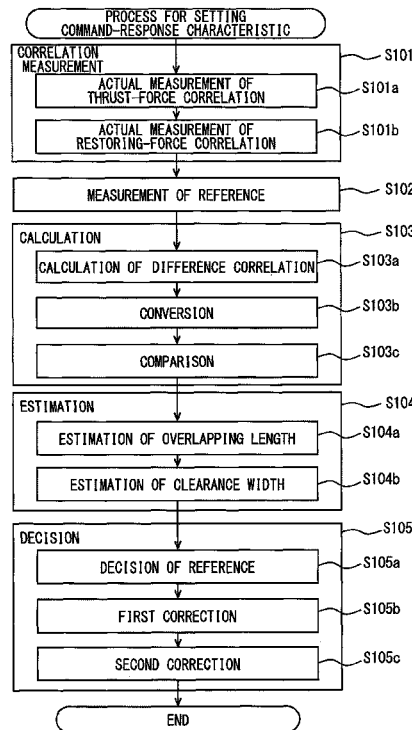 PROCESS FOR SETTING
COMMAND-RESPONSE CHARACTERISTIC
CORRELATION
MEASUREMENT
S101
ACTUAL MEASUREMENT OF
THRUST-FORCE CORRELATION
S101a
ACTUAL MEASUREMENT OF
RESTORING-FORCE CORRELATION
S101b
MEASUREMENT OF REFERENCE
S102
CALCULATION
S103
CALCULATION OF DIFFERENCE CORRELATION
S103a
CONVERSION
S103b
COMPARISON
S103c
ESTIMATION
S104
ESTIMATION OF OVERLAPPING LENGTH
S104a
ESTIMATION OF CLEARANCE WIDTH
S104b
DECISION
S105
DECISION OF REFERENCE
S105a
FIRST CORRECTION
S105b
SECOND CORRECTION
S105c
END